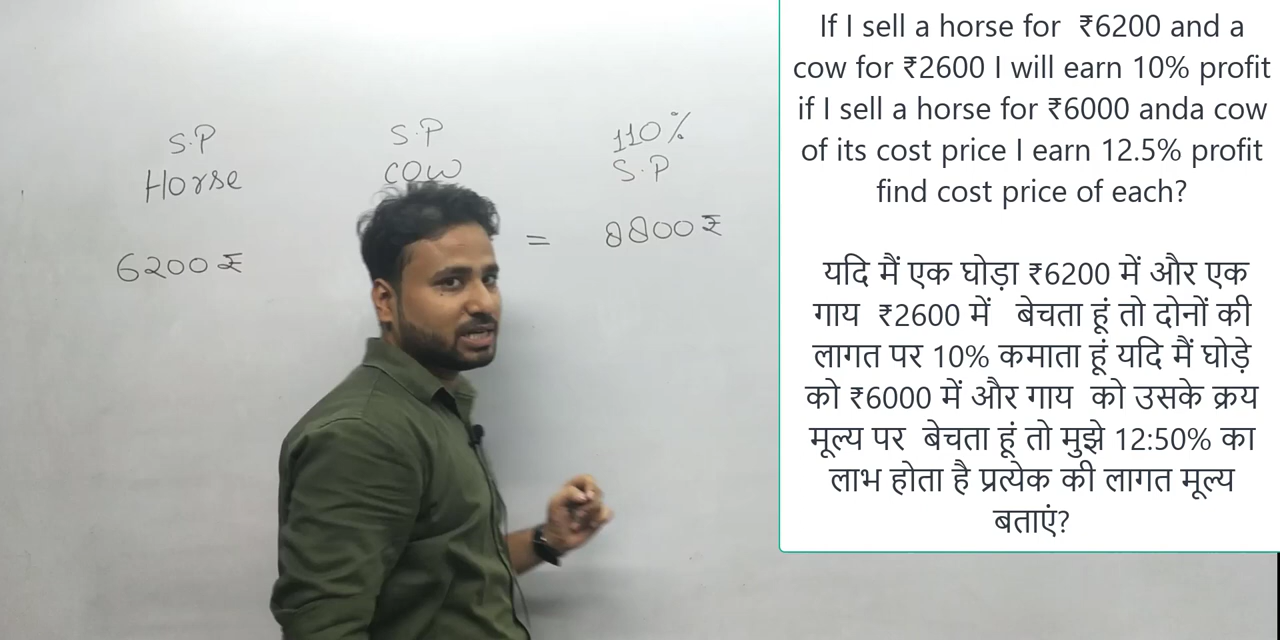 S.P
Horse
6200 ₹
S.P
COW
=
110%
S.P
8800 ₹
If I sell a horse for ₹6200 and a
cow for ₹2600 I will earn 10% profit
if I sell a horse for ₹6000 anda cow
of its cost price I earn 12.5% profit
find cost price of each?
यदि मैं एक घोड़ा ₹6200 में और एक
गाय ₹2600 में बेचता हूं तो दोनों की
लागत पर 10% कमाता हूं यदि मैं घोड़े
को ₹6000 में और गाय को उसके क्रय
मूल्य पर बेचता हूं तो मुझे 12:50% का
लाभ होता है प्रत्येक की लागत मूल्य
बताएं?